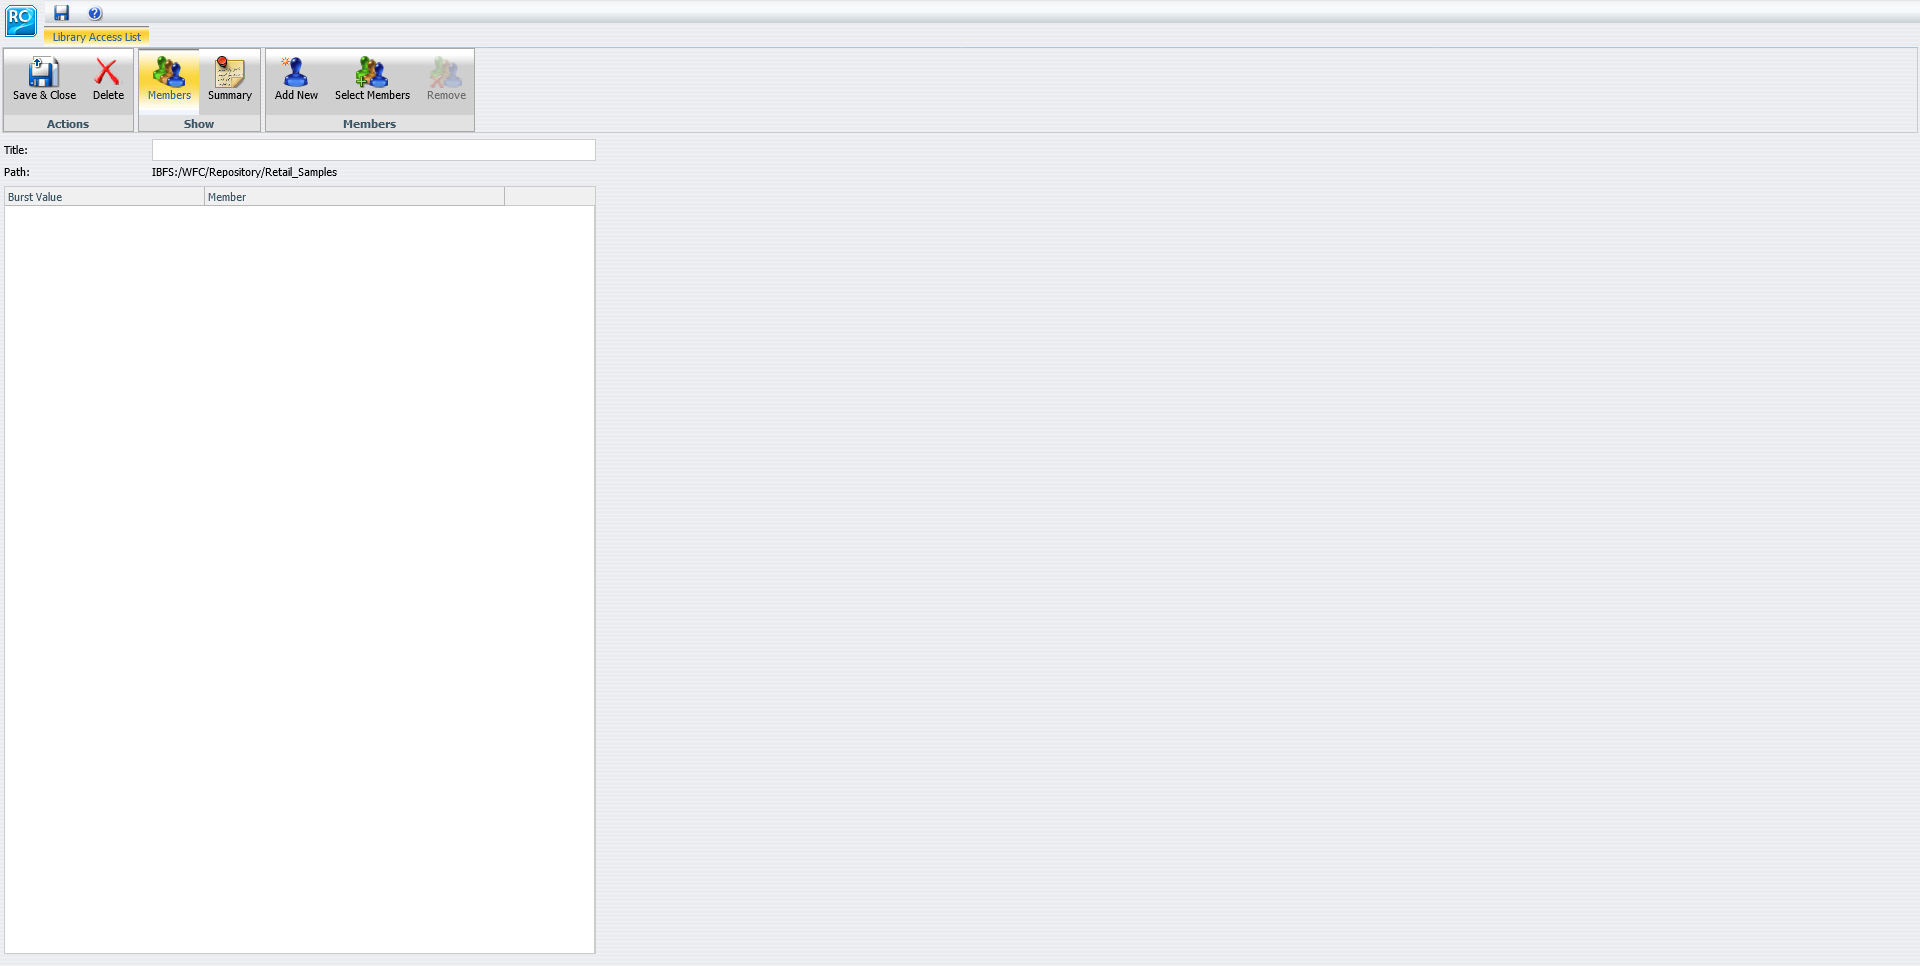 RO
Library Access List
Save & Close Delete Members Summary Add New Select Members Remove
Actions Show Members
Title:
Path: IBFS:/WFC/Repository/Retail_Samples
Burst Value Member